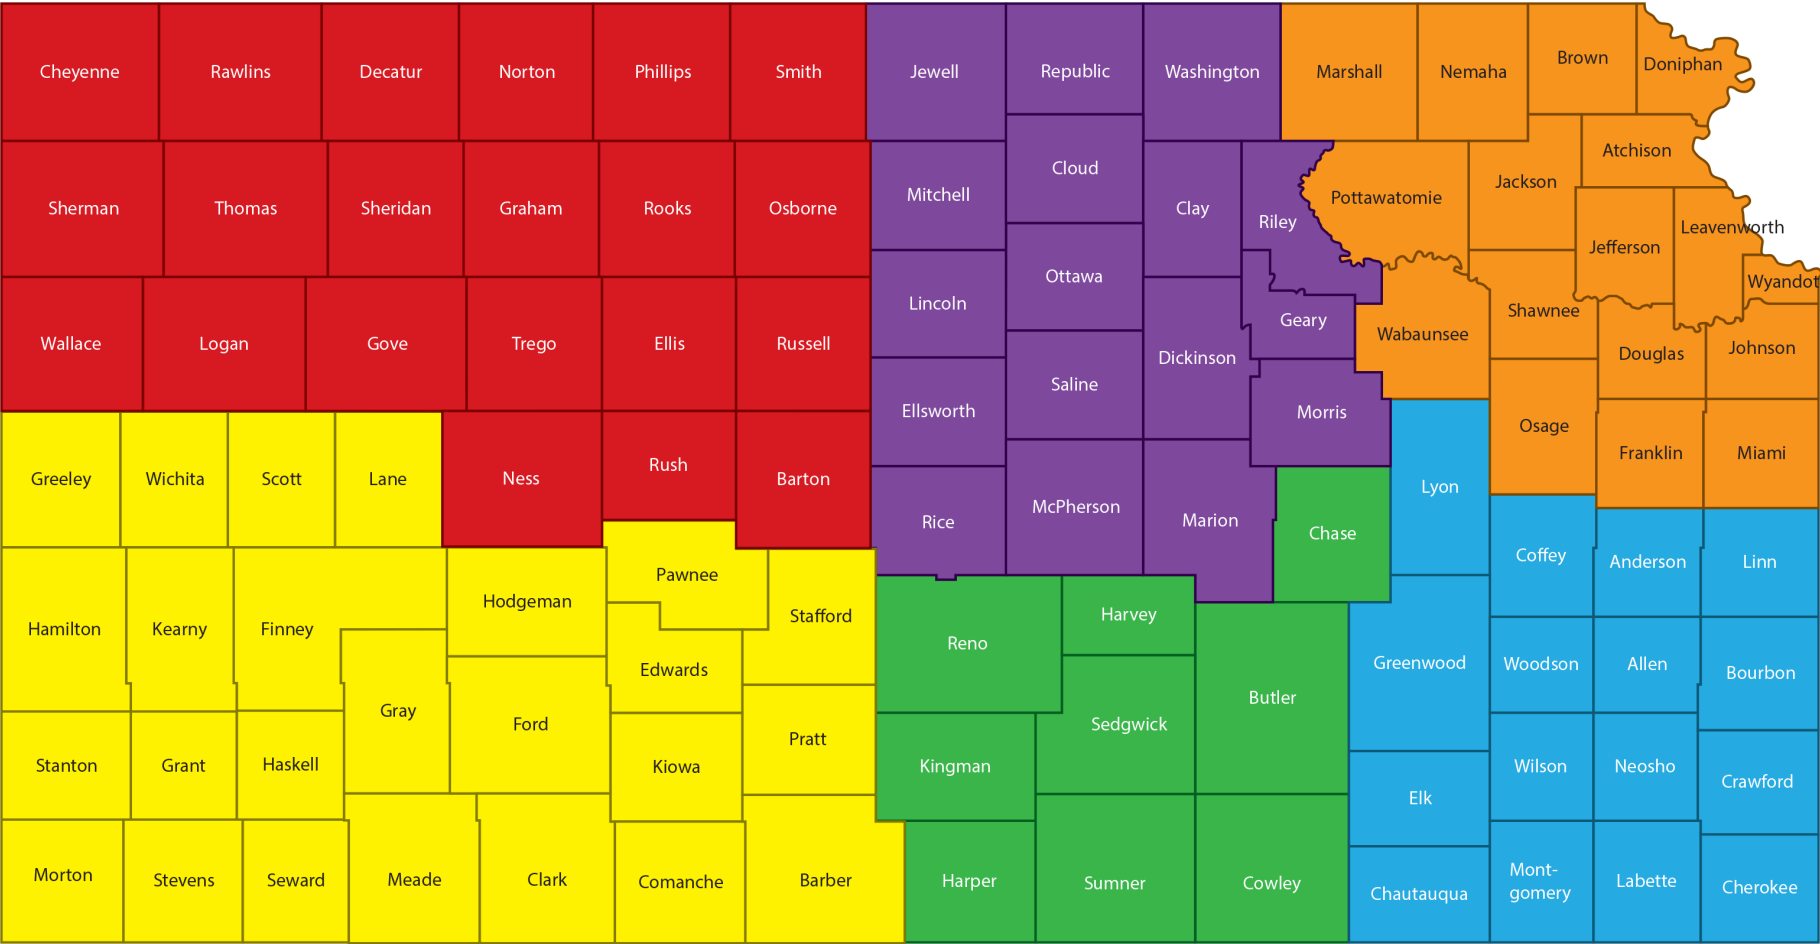 Cheyenne
Rawlins
Decatur
Norton
Phillips
Smith
Jewell
Republic
Washington
Marshall
Nemaha
Brown
Doniphan
Sherman
Thomas
Sheridan
Graham
Rooks
Osborne
Mitchell
Cloud
Clay
Riley
Pottawatomie
Jackson
Atchison
Jefferson
Leavenworth
Wyandot
Wallace
Logan
Gove
Trego
Ellis
Russell
Lincoln
Ottawa
Dickinson
Geary
Wabaunsee
Shawnee
Douglas
Johnson
Ellsworth
Saline
Morris
Osage
Franklin
Miami
Greeley
Wichita
Scott
Lane
Ness
Rush
Barton
Rice
McPherson
Marion
Chase
Lyon
Coffey
Anderson
Linn
Hamilton
Kearny
Finney
Hodgeman
Pawnee
Stafford
Edwards
Reno
Harvey
Butler
Greenwood
Woodson
Allen
Bourbon
Stanton
Grant
Haskell
Gray
Ford
Kiowa
Pratt
Kingman
Sedgwick
Elk
Wilson
Neosho
Crawford
Morton
Stevens
Seward
Meade
Clark
Comanche
Barber
Harper
Sumner
Cowley
Chautauqua
Mont-
gomery
Labette
Cherokee